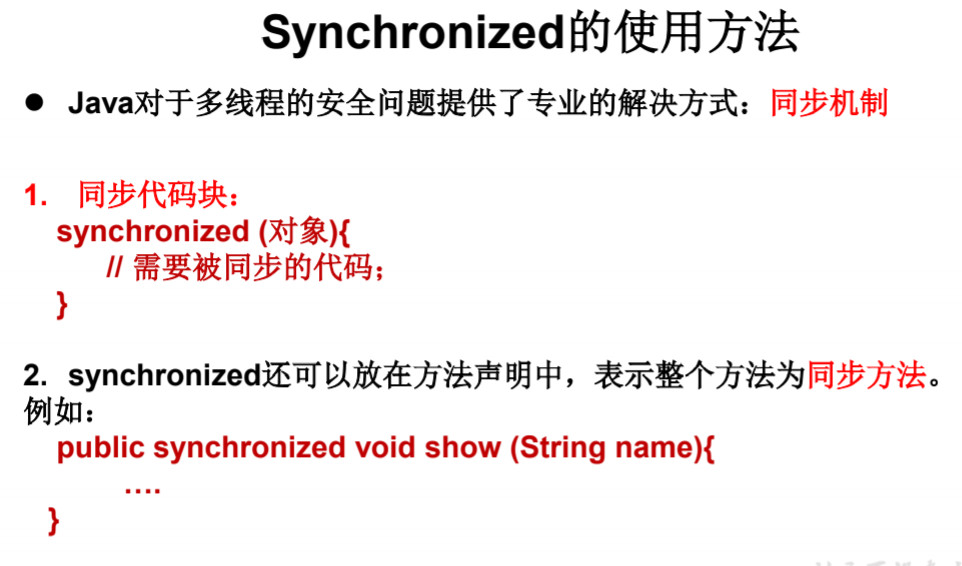 Synchronized的使用方法
● Java对于多线程的安全问题提供了专业的解决方式：同步机制
1. 同步代码块：
synchronized (对象){
// 需要被同步的代码；
}
2. synchronized还可以放在方法声明中，表示整个方法为同步方法。
例如：
public synchronized void show (String name){
….
}